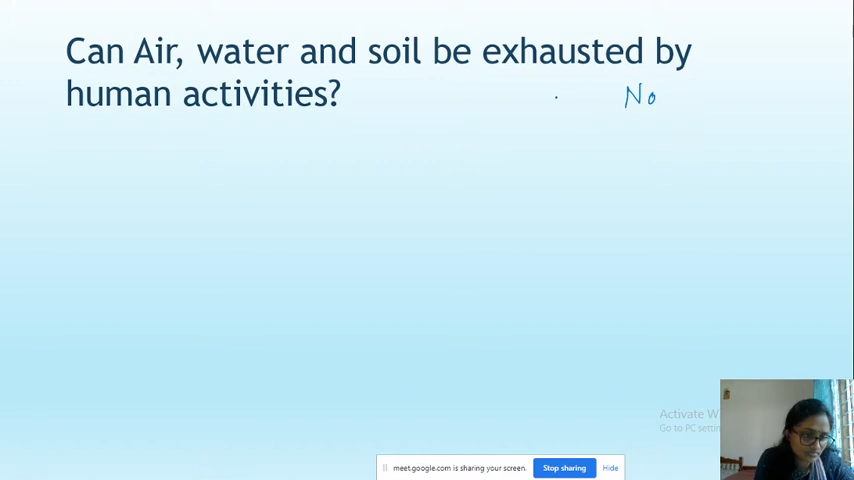 Can Air, water and soil be exhausted by
human activities?
No
Activate W
Go to PC settin
meet.google.com is sharing your screen.
Stop sharing
Hide